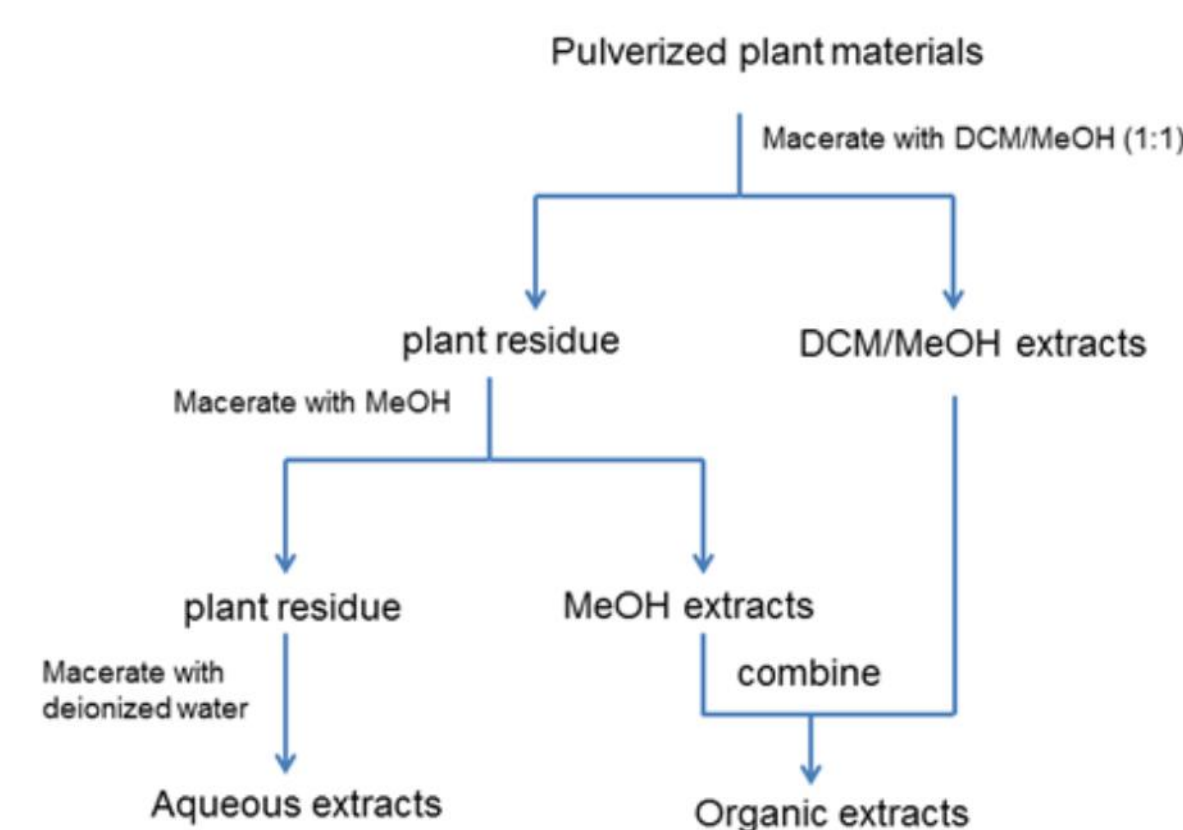 Pulverized plant materials
Macerate with DCM/MeOH (1:1)
plant residue
DCM/MeOH extracts
Macerate with MeOH
plant residue
MeOH extracts
Macerate with
deionized water
combine
Aqueous extracts
Organic extracts